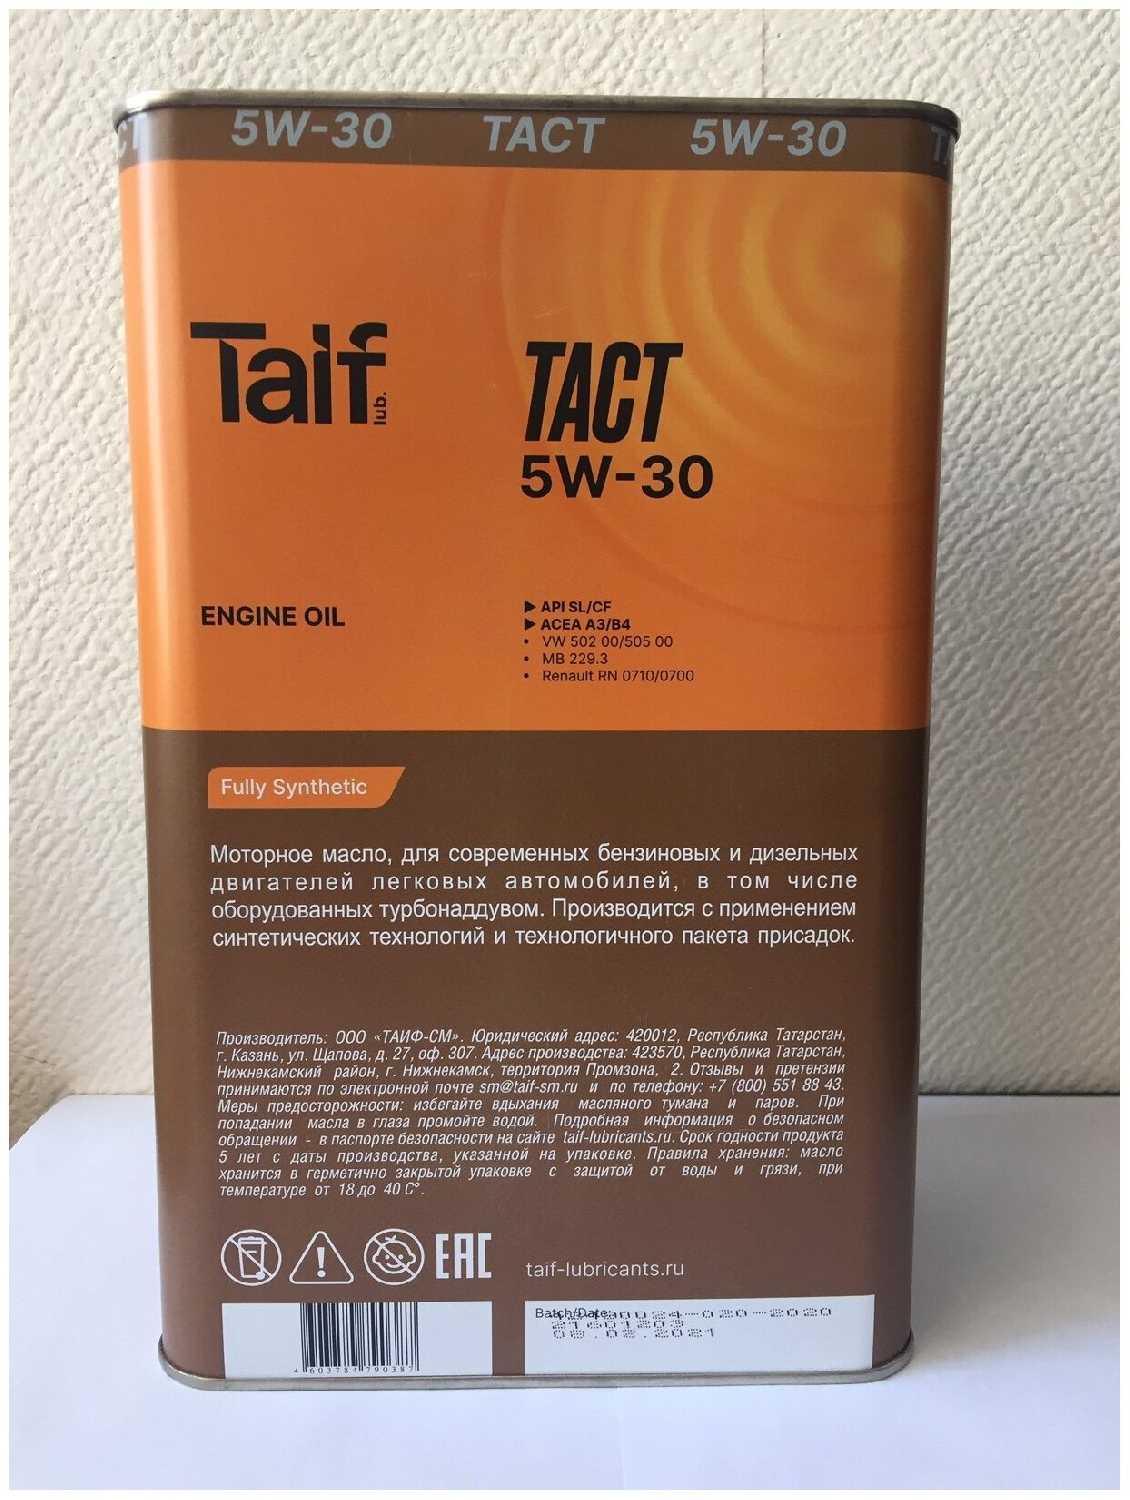 5W-30 TACT 5W-30
Taif
lub.
TACT
5W-30
ENGINE OIL
▶ API SL/CF
▶ ACEA A3/B4
• VW 502 00/505 00
• MB 229.3
• Renault RN 0710/0700
Fully Synthetic
Моторное масло, для современных бензиновых и дизельных
двигателей легковых автомобилей, в том числе
оборудованных турбонаддувом. Производится с применением
синтетических технологий и технологичного пакета присадок.
Производитель: ООО «ТАИФ-СМ». Юридический адрес: 420012, Республика Татарстан,
г. Казань, ул. Щапова, д. 27, оф. 307. Адрес производства: 423570, Республика Татарстан,
Нижнекамский район, г. Нижнекамск, территория Промзона, 2. Отзывы и претензии
принимаются по электронной почте sm@taif-sm.ru и по телефону: +7 (800) 551 88 43.
Меры предосторожности: избегайте вдыхания масляного тумана и паров. При
попадании масла в глаза промойте водой. Подробная информация о безопасном
обращении - в паспорте безопасности на сайте taif-lubricants.ru. Срок годности продукта
5 лет с даты производства, указанной на упаковке. Правила хранения: масло
хранится в герметично закрытой упаковке с защитой от воды и грязи, при
температуре от 18 до 40 С°.
EAC
taif-lubricants.ru
Batch/Date:
08.02.2021